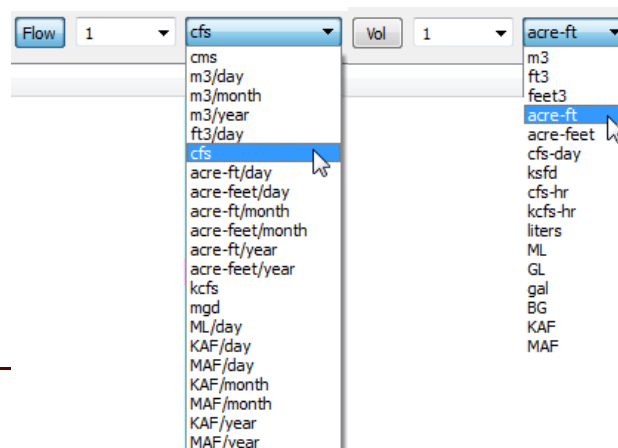 Flow 1 cfs Vol 1 acre-ft
cms
m3/day
m3/month
m3/year
ft3/day
cfs
acre-ft/day
acre-feet/day
acre-ft/month
acre-feet/month
acre-ft/year
acre-feet/year
kcfs
mgd
ML/day
KAF/day
MAF/day
KAF/month
MAF/month
KAF/year
MAF/year
m3
ft3
feet3
acre-ft
acre-feet
cfs-day
ksfd
cfs-hr
kcfs-hr
liters
ML
GL
gal
BG
KAF
MAF